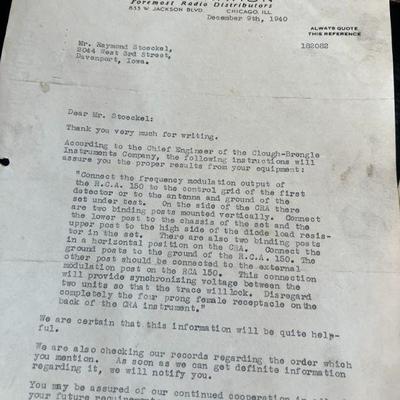 Foremost Radio Distributors
833 W. JACKSON BLVD. CHICAGO, ILL.
December 9th, 1940
ALWAYS QUOTE
THIS REFERENCE
182082
Mr. Raymond Stoeckel,
2044 West 3rd Street,
Davenport, Iowa.
Dear Mr. Stoeckel:
Thank you very much for writing.
According to the Chief Engineer of the Clough-Brengle
Instruments Company, the following instructions will
assure you the proper results from your equipment:
"Connect the frequency modulation output of
the R.C.A. 150 to the control grid of the first
detector or to the antenna and ground of the
set under test. On the side of the CRA there
are two binding posts mounted vertically. Connect
the lower post to the chassis of the set and the
upper post to the high side of the diode load resis-
tor in the set. There are also two binding posts
in a horizontal position on the CRA. Connect the
ground posts to the ground of the R.C.A. 150. The
other post should be connected to the external
modulation post on the RCA 150. This connection
will provide synchronizing voltage between the
two units so that the trace will lock. Disregard
completely the four prong female receptacle on the
back of the CRA instrument."
We are certain that this information will be quite help-
ful.
We are also checking our records regarding the order which
you mention. As soon as we can get definite information
regarding it, we will notify you.
You may be assured of our continued cooperation in
your future